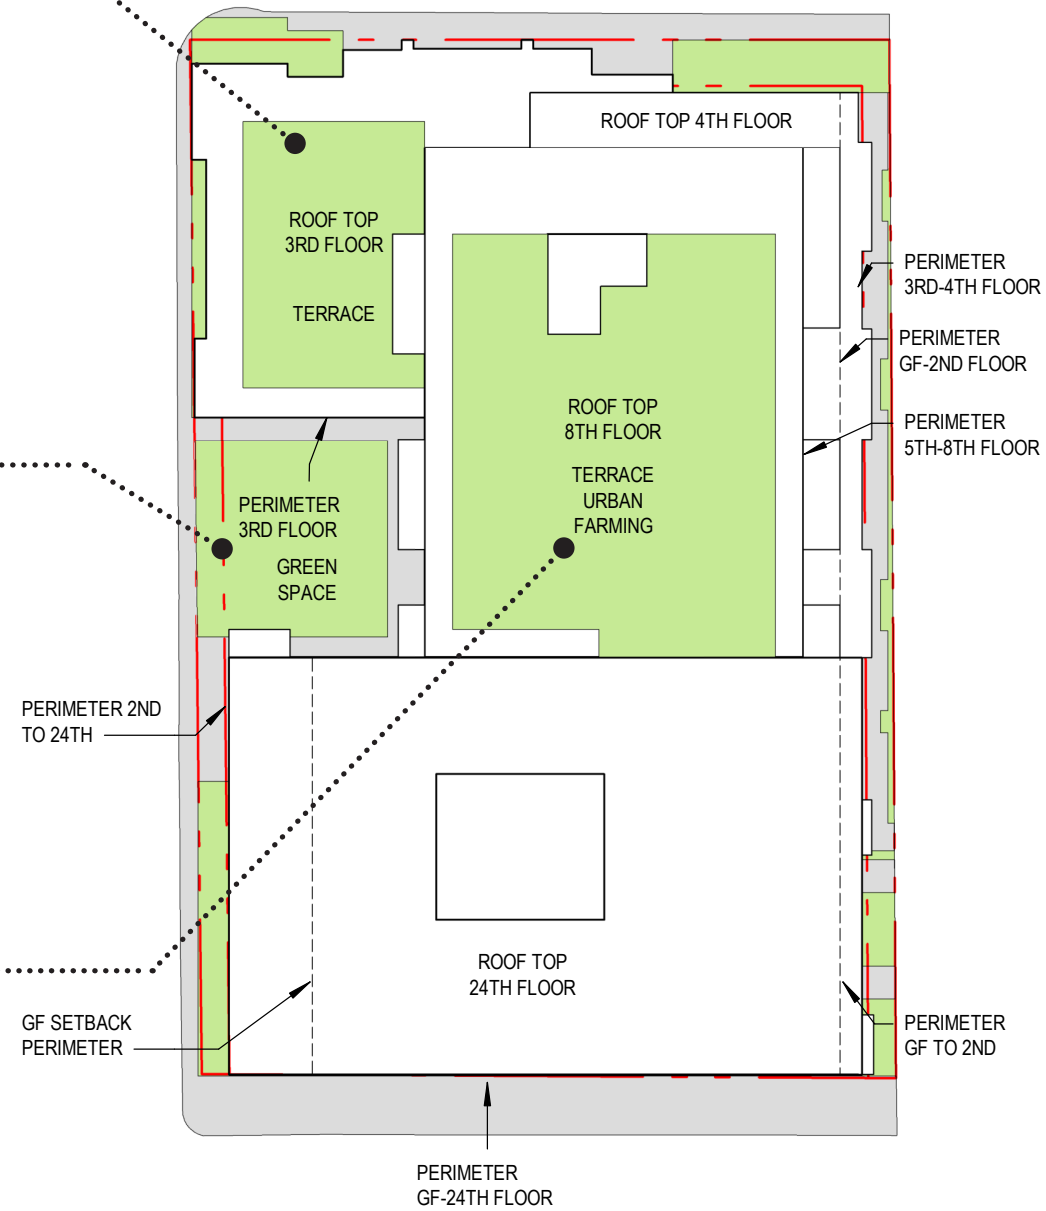 ROOF TOP 4TH FLOOR
ROOF TOP
3RD FLOOR
TERRACE
PERIMETER
3RD-4TH FLOOR
PERIMETER
GF-2ND FLOOR
PERIMETER
5TH-8TH FLOOR
ROOF TOP
8TH FLOOR
TERRACE
URBAN
FARMING
PERIMETER
3RD FLOOR
GREEN
SPACE
PERIMETER 2ND
TO 24TH
ROOF TOP
24TH FLOOR
GF SETBACK
PERIMETER
PERIMETER
GF TO 2ND
PERIMETER
GF-24TH FLOOR